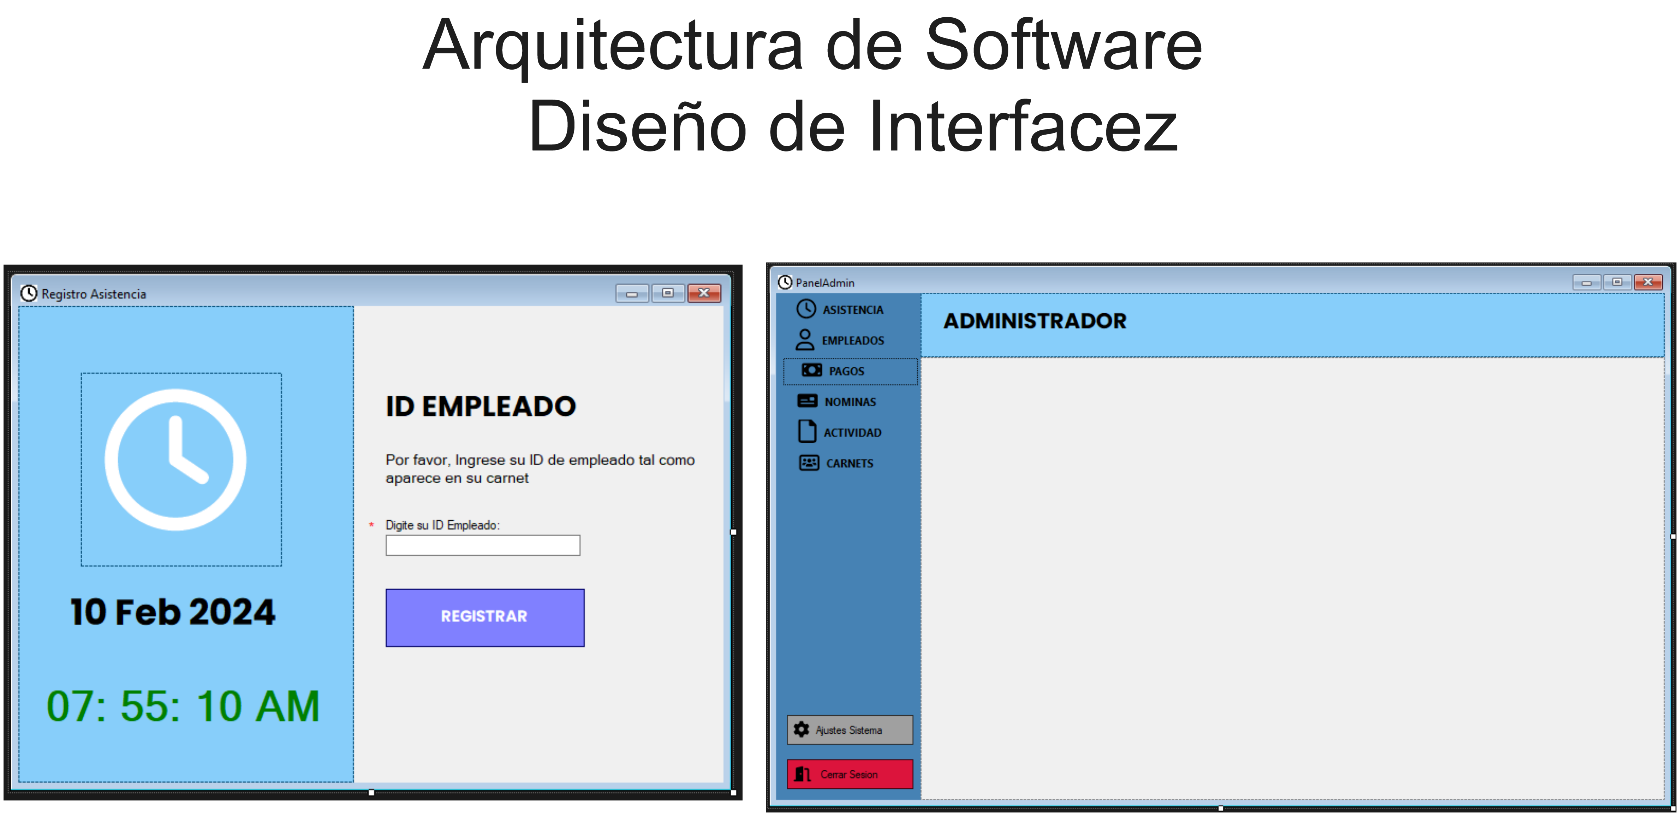 Arquitectura de Software
Diseño de Interfacez
Registro Asistencia
10 Feb 2024
07: 55: 10 AM
ID EMPLEADO
Por favor, Ingrese su ID de empleado tal como
aparece en su carnet
* Digite su ID Empleado:
REGISTRAR
PanelAdmin
ASISTENCIA
EMPLEADOS
PAGOS
NOMINAS
ACTIVIDAD
CARNETS
Ajustes Sistema
Cerrar Sesion
ADMINISTRADOR